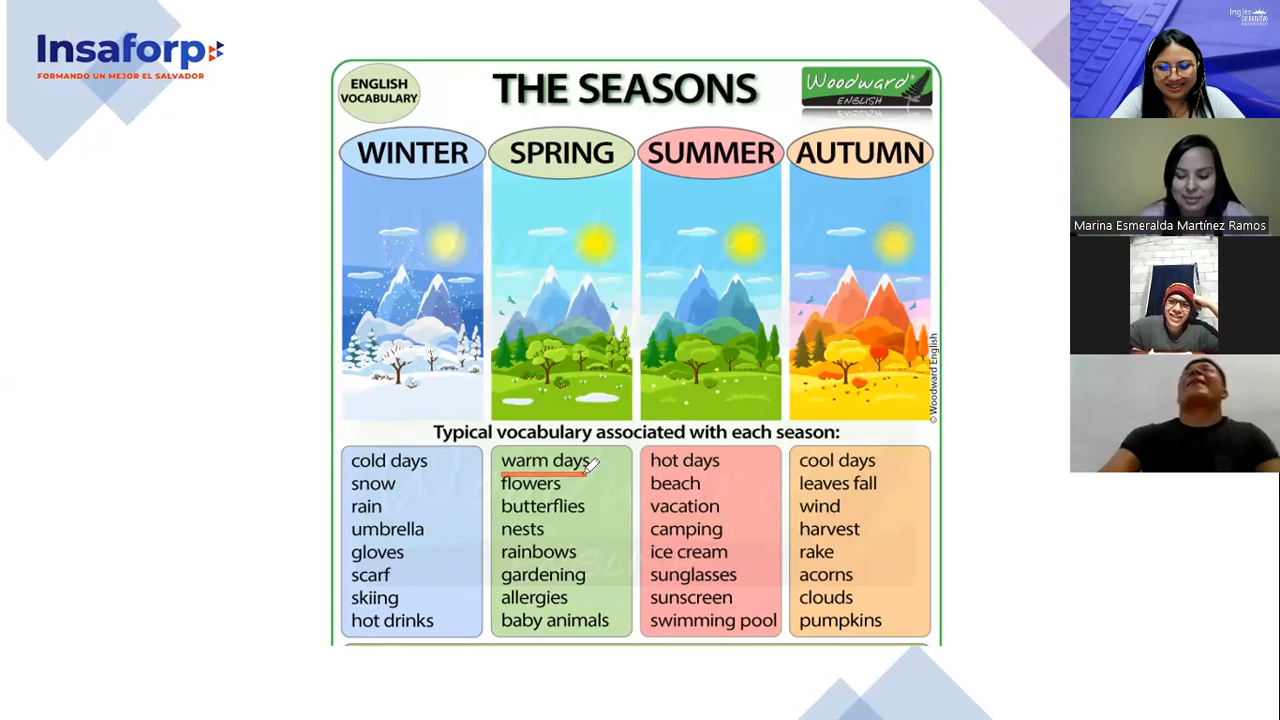 Insaforp
FORMANDO UN MEJOR EL SALVADOR
ENGLISH
VOCABULARY
THE SEASONS
Woodward®
ENGLISH
WINTER
SPRING
SUMMER
AUTUMN
© Woodward English
Typical vocabulary associated with each season:
cold days
snow
rain
umbrella
gloves
scarf
skiing
hot drinks
warm days
flowers
butterflies
nests
rainbows
gardening
allergies
baby animals
hot days
beach
vacation
camping
ice cream
sunglasses
sunscreen
swimming pool
cool days
leaves fall
wind
harvest
rake
acorns
clouds
pumpkins
Marina Esmeralda Martínez Ramos